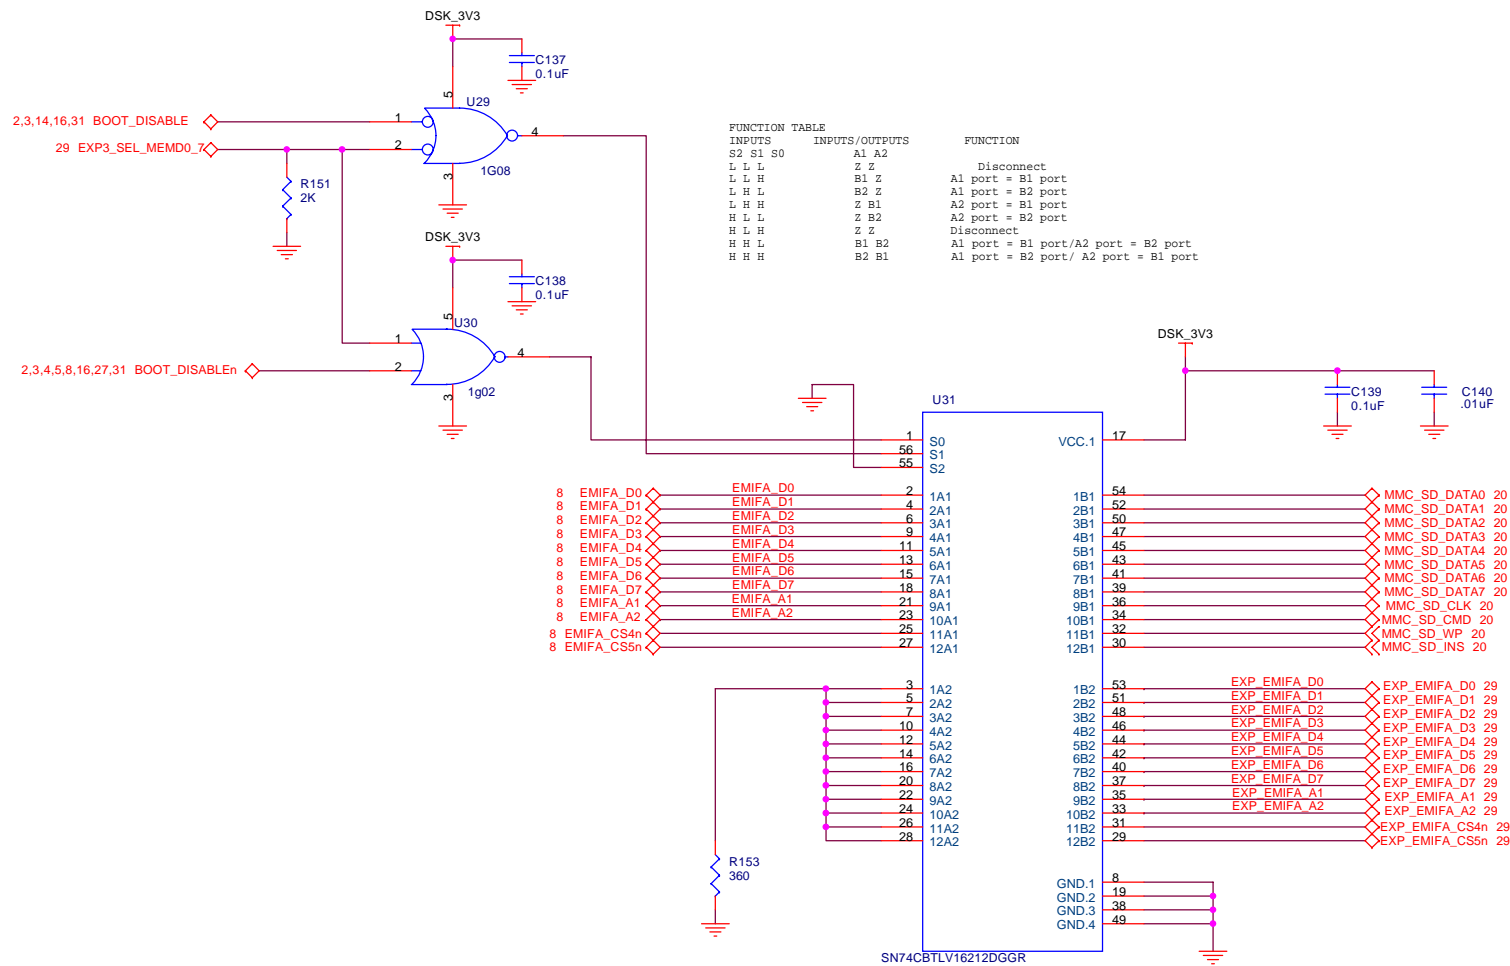 DSK_3V3
C137
0.1uF
5
U29
2,3,14,16,31 BOOT_DISABLE
1
4
29 EXP3_SEL_MEMD0_7
2
3
1G08
R151
2K
FUNCTION TABLE
INPUTS INPUTS/OUTPUTS FUNCTION
S2 S1 S0 A1 A2
L L L Z Z Disconnect
L L H B1 Z A1 port = B1 port
L H L B2 Z A1 port = B2 port
L H H Z B1 A2 port = B1 port
H L L Z B2 A2 port = B2 port
H L H Z Z Disconnect
H H L B1 B2 A1 port = B1 port/A2 port = B2 port
H H H B2 B1 A1 port = B2 port/ A2 port = B1 port
DSK_3V3
C138
0.1uF
5
U30
1
4
2,3,4,5,8,16,27,31 BOOT_DISABLEn
2
3
1g02
DSK_3V3
C139
0.1uF
C140
.01uF
U31
1 S0 VCC.1 17
56 S1
55 S2
8 EMIFA_D0 EMIFA_D0 2 1A1 1B1 54 MMC_SD_DATA0 20
8 EMIFA_D1 EMIFA_D1 4 2A1 2B1 52 MMC_SD_DATA1 20
8 EMIFA_D2 EMIFA_D2 6 3A1 3B1 50 MMC_SD_DATA2 20
8 EMIFA_D3 EMIFA_D3 9 4A1 4B1 47 MMC_SD_DATA3 20
8 EMIFA_D4 EMIFA_D4 11 5A1 5B1 45 MMC_SD_DATA4 20
8 EMIFA_D5 EMIFA_D5 13 6A1 6B1 43 MMC_SD_DATA5 20
8 EMIFA_D6 EMIFA_D6 15 7A1 7B1 41 MMC_SD_DATA6 20
8 EMIFA_D7 EMIFA_D7 18 8A1 8B1 39 MMC_SD_DATA7 20
8 EMIFA_A1 EMIFA_A1 21 9A1 9B1 36 MMC_SD_CLK 20
8 EMIFA_A2 EMIFA_A2 23 10A1 10B1 34 MMC_SD_CMD 20
8 EMIFA_CS4n 25 11A1 11B1 32 MMC_SD_WP 20
8 EMIFA_CS5n 27 12A1 12B1 30 MMC_SD_INS 20
3 1A2 1B2 53 EXP_EMIFA_D0 EXP_EMIFA_D0 29
5 2A2 2B2 51 EXP_EMIFA_D1 EXP_EMIFA_D1 29
7 3A2 3B2 48 EXP_EMIFA_D2 EXP_EMIFA_D2 29
10 4A2 4B2 46 EXP_EMIFA_D3 EXP_EMIFA_D3 29
12 5A2 5B2 44 EXP_EMIFA_D4 EXP_EMIFA_D4 29
14 6A2 6B2 42 EXP_EMIFA_D5 EXP_EMIFA_D5 29
16 7A2 7B2 40 EXP_EMIFA_D6 EXP_EMIFA_D6 29
20 8A2 8B2 37 EXP_EMIFA_D7 EXP_EMIFA_D7 29
22 9A2 9B2 35 EXP_EMIFA_A1 EXP_EMIFA_A1 29
24 10A2 10B2 33 EXP_EMIFA_A2 EXP_EMIFA_A2 29
26 11A2 11B2 31 EXP_EMIFA_CS4n 29
28 12A2 12B2 29 EXP_EMIFA_CS5n 29
R153
360
GND.1 8
GND.2 19
GND.3 38
GND.4 49
SN74CBTLV16212DGGR